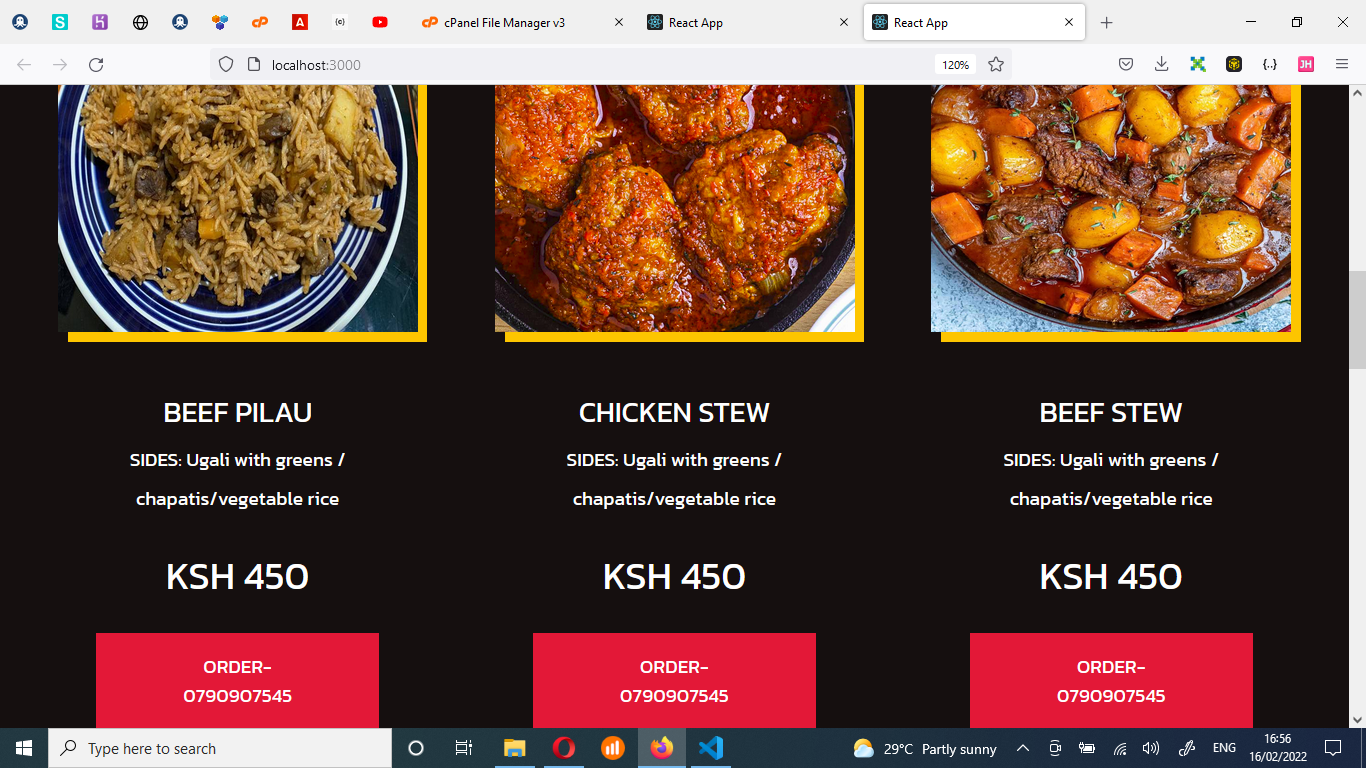 cPanel File Manager v3
React App
React App
localhost:3000
120%
JH
BEEF PILAU
SIDES: Ugali with greens /
chapatis/vegetable rice
KSH 450
ORDER-
0790907545
CHICKEN STEW
SIDES: Ugali with greens /
chapatis/vegetable rice
KSH 450
ORDER-
0790907545
BEEF STEW
SIDES: Ugali with greens /
chapatis/vegetable rice
KSH 450
ORDER-
0790907545
Type here to search
29°C Partly sunny
ENG
16:56
16/02/2022